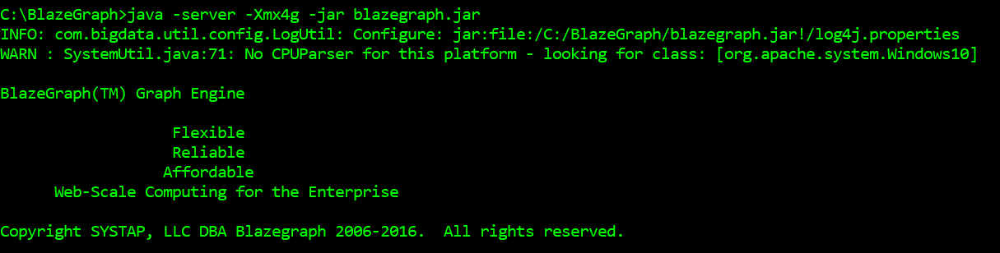 C:\BlazeGraph>java -server -Xmx4g -jar blazegraph.jar
INFO: com.bigdata.util.config.LogUtil: Configure: jar:file:/C:/BlazeGraph/blazegraph.jar!/log4j.properties
WARN : SystemUtil.java:71: No CPUParser for this platform - looking for class: [org.apache.system.Windows10]
BlazeGraph(TM) Graph Engine
Flexible
Reliable
Affordable
Web-Scale Computing for the Enterprise
Copyright SYSTAP, LLC DBA Blazegraph 2006-2016.  All rights reserved.